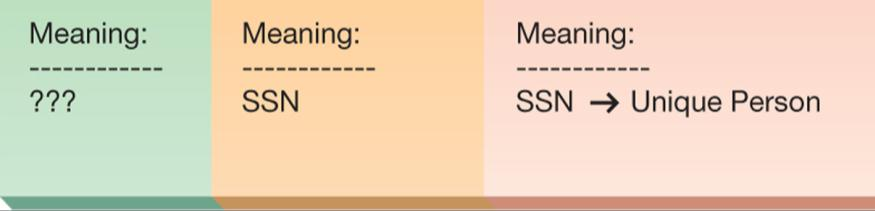 Meaning:
------------
???
Meaning:
------------
SSN
Meaning:
------------
SSN → Unique Person